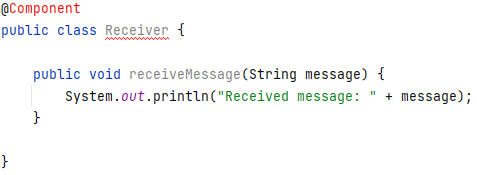 @Component
public class Receiver {
public void receiveMessage(String message) {
System.out.println("Received message: " + message);
}
}